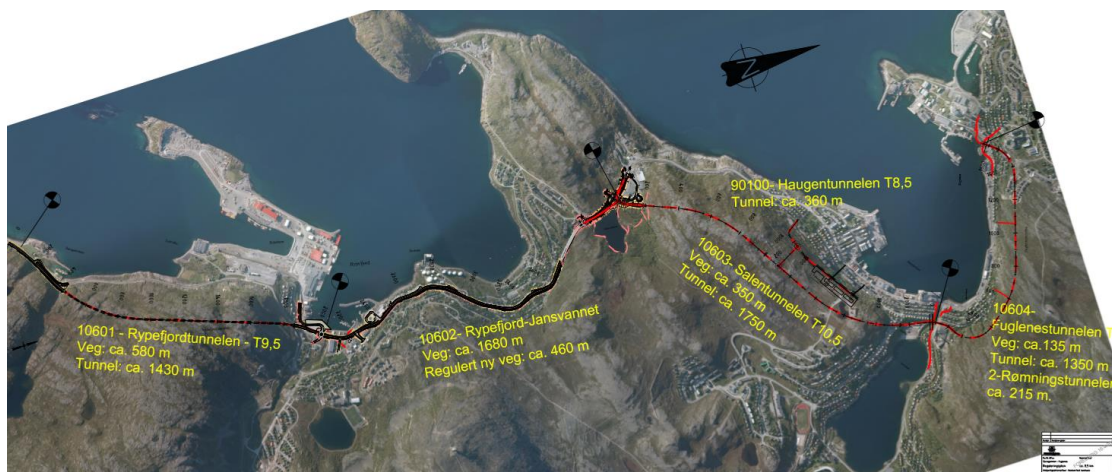 10601 - Rypefjordtunnelen - T9,5
Veg: ca. 580 m
Tunnel: ca. 1430 m
10602- Rypefjord-Jansvannet
Veg: ca. 1680 m
Regulert ny veg: ca. 460 m
90100- Haugentunnelen T8,5
Tunnel: ca. 360 m
10603- Salentunnelen T10,5
Veg: ca. 350 m
Tunnel: ca. 1750 m
10604-
Fuglenestunnelen T
Veg: ca.135 m
Tunnel: ca. 1350 m
2-Rømningstunneler
ca. 215 m.
N